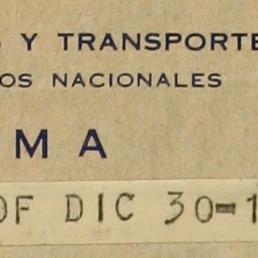 Y TRANSPORTE
OS NACIONALES
M A
OF DIC 30-1